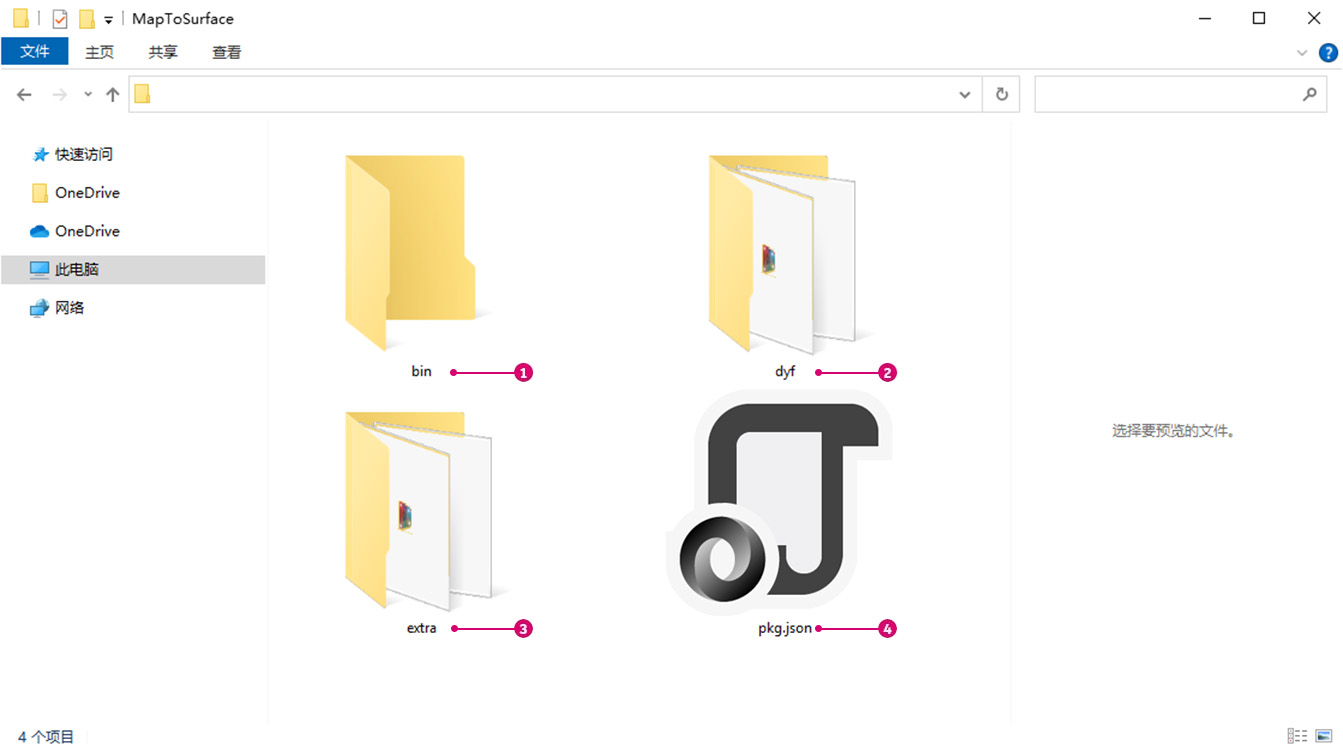 MapToSurface
文件 主页 共享 查看
快速访问
OneDrive
OneDrive
此电脑
网络
bin 1
dyf 2
extra 3
pkg.json 4
选择要预览的文件。
4 个项目